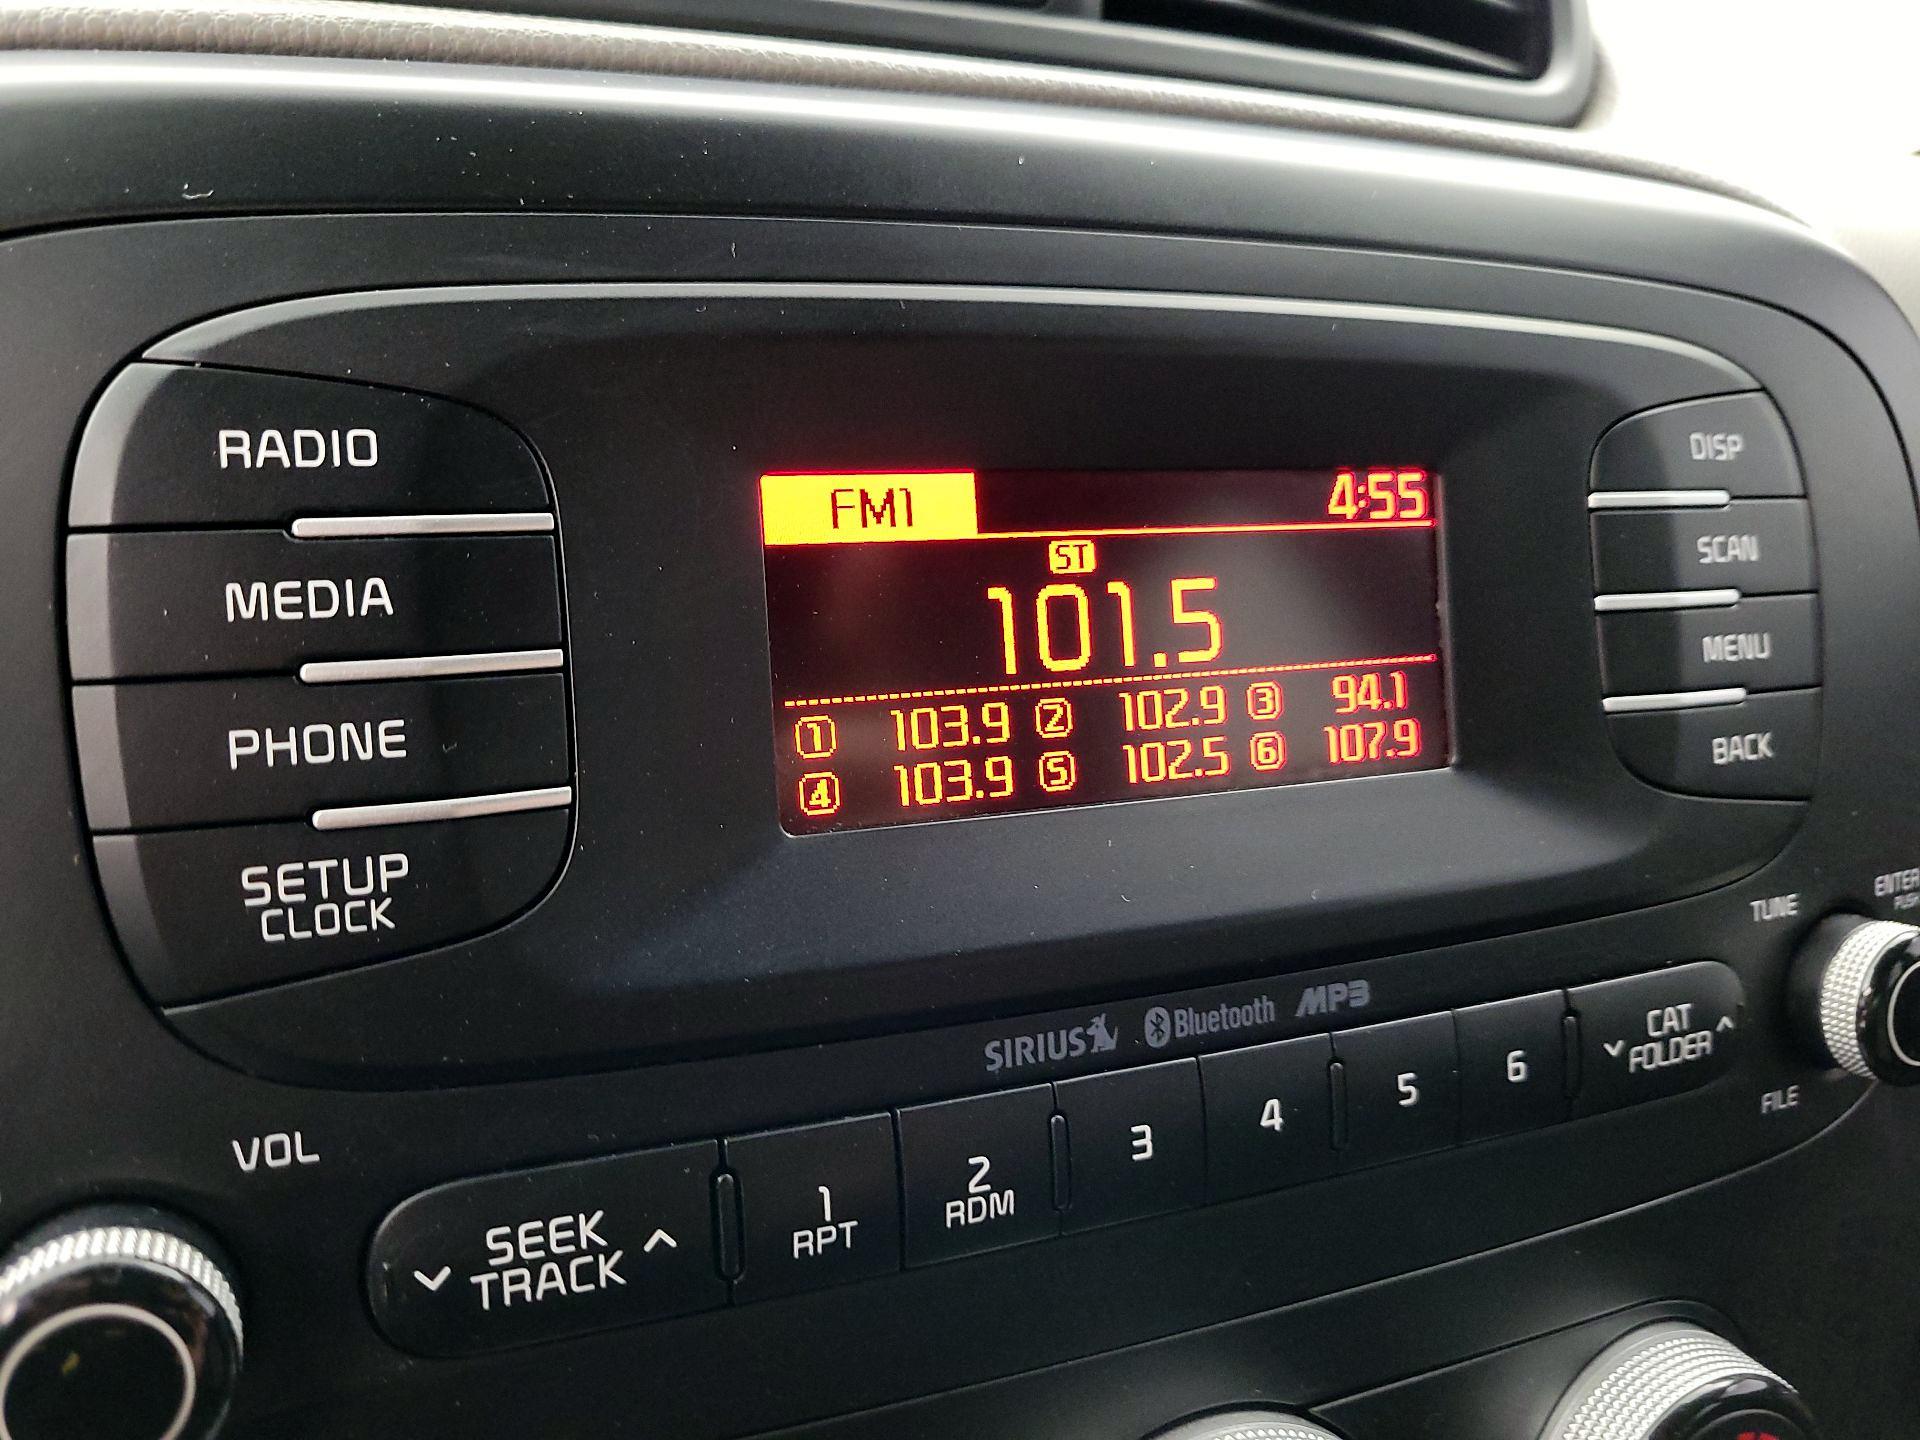 RADIO
MEDIA
PHONE
SETUP
CLOCK
FM1 4:55
ST
101.5
1 103.9 2 102.9 3 94.1
4 103.9 5 102.5 6 107.9
DISP
SCAN
MENU
BACK
TUNE
ENTER
FILE
SIRIUS Bluetooth MP3
VOL
SEEK
TRACK
1
RPT
2
RDM
3
4
5
6
CAT
FOLDER